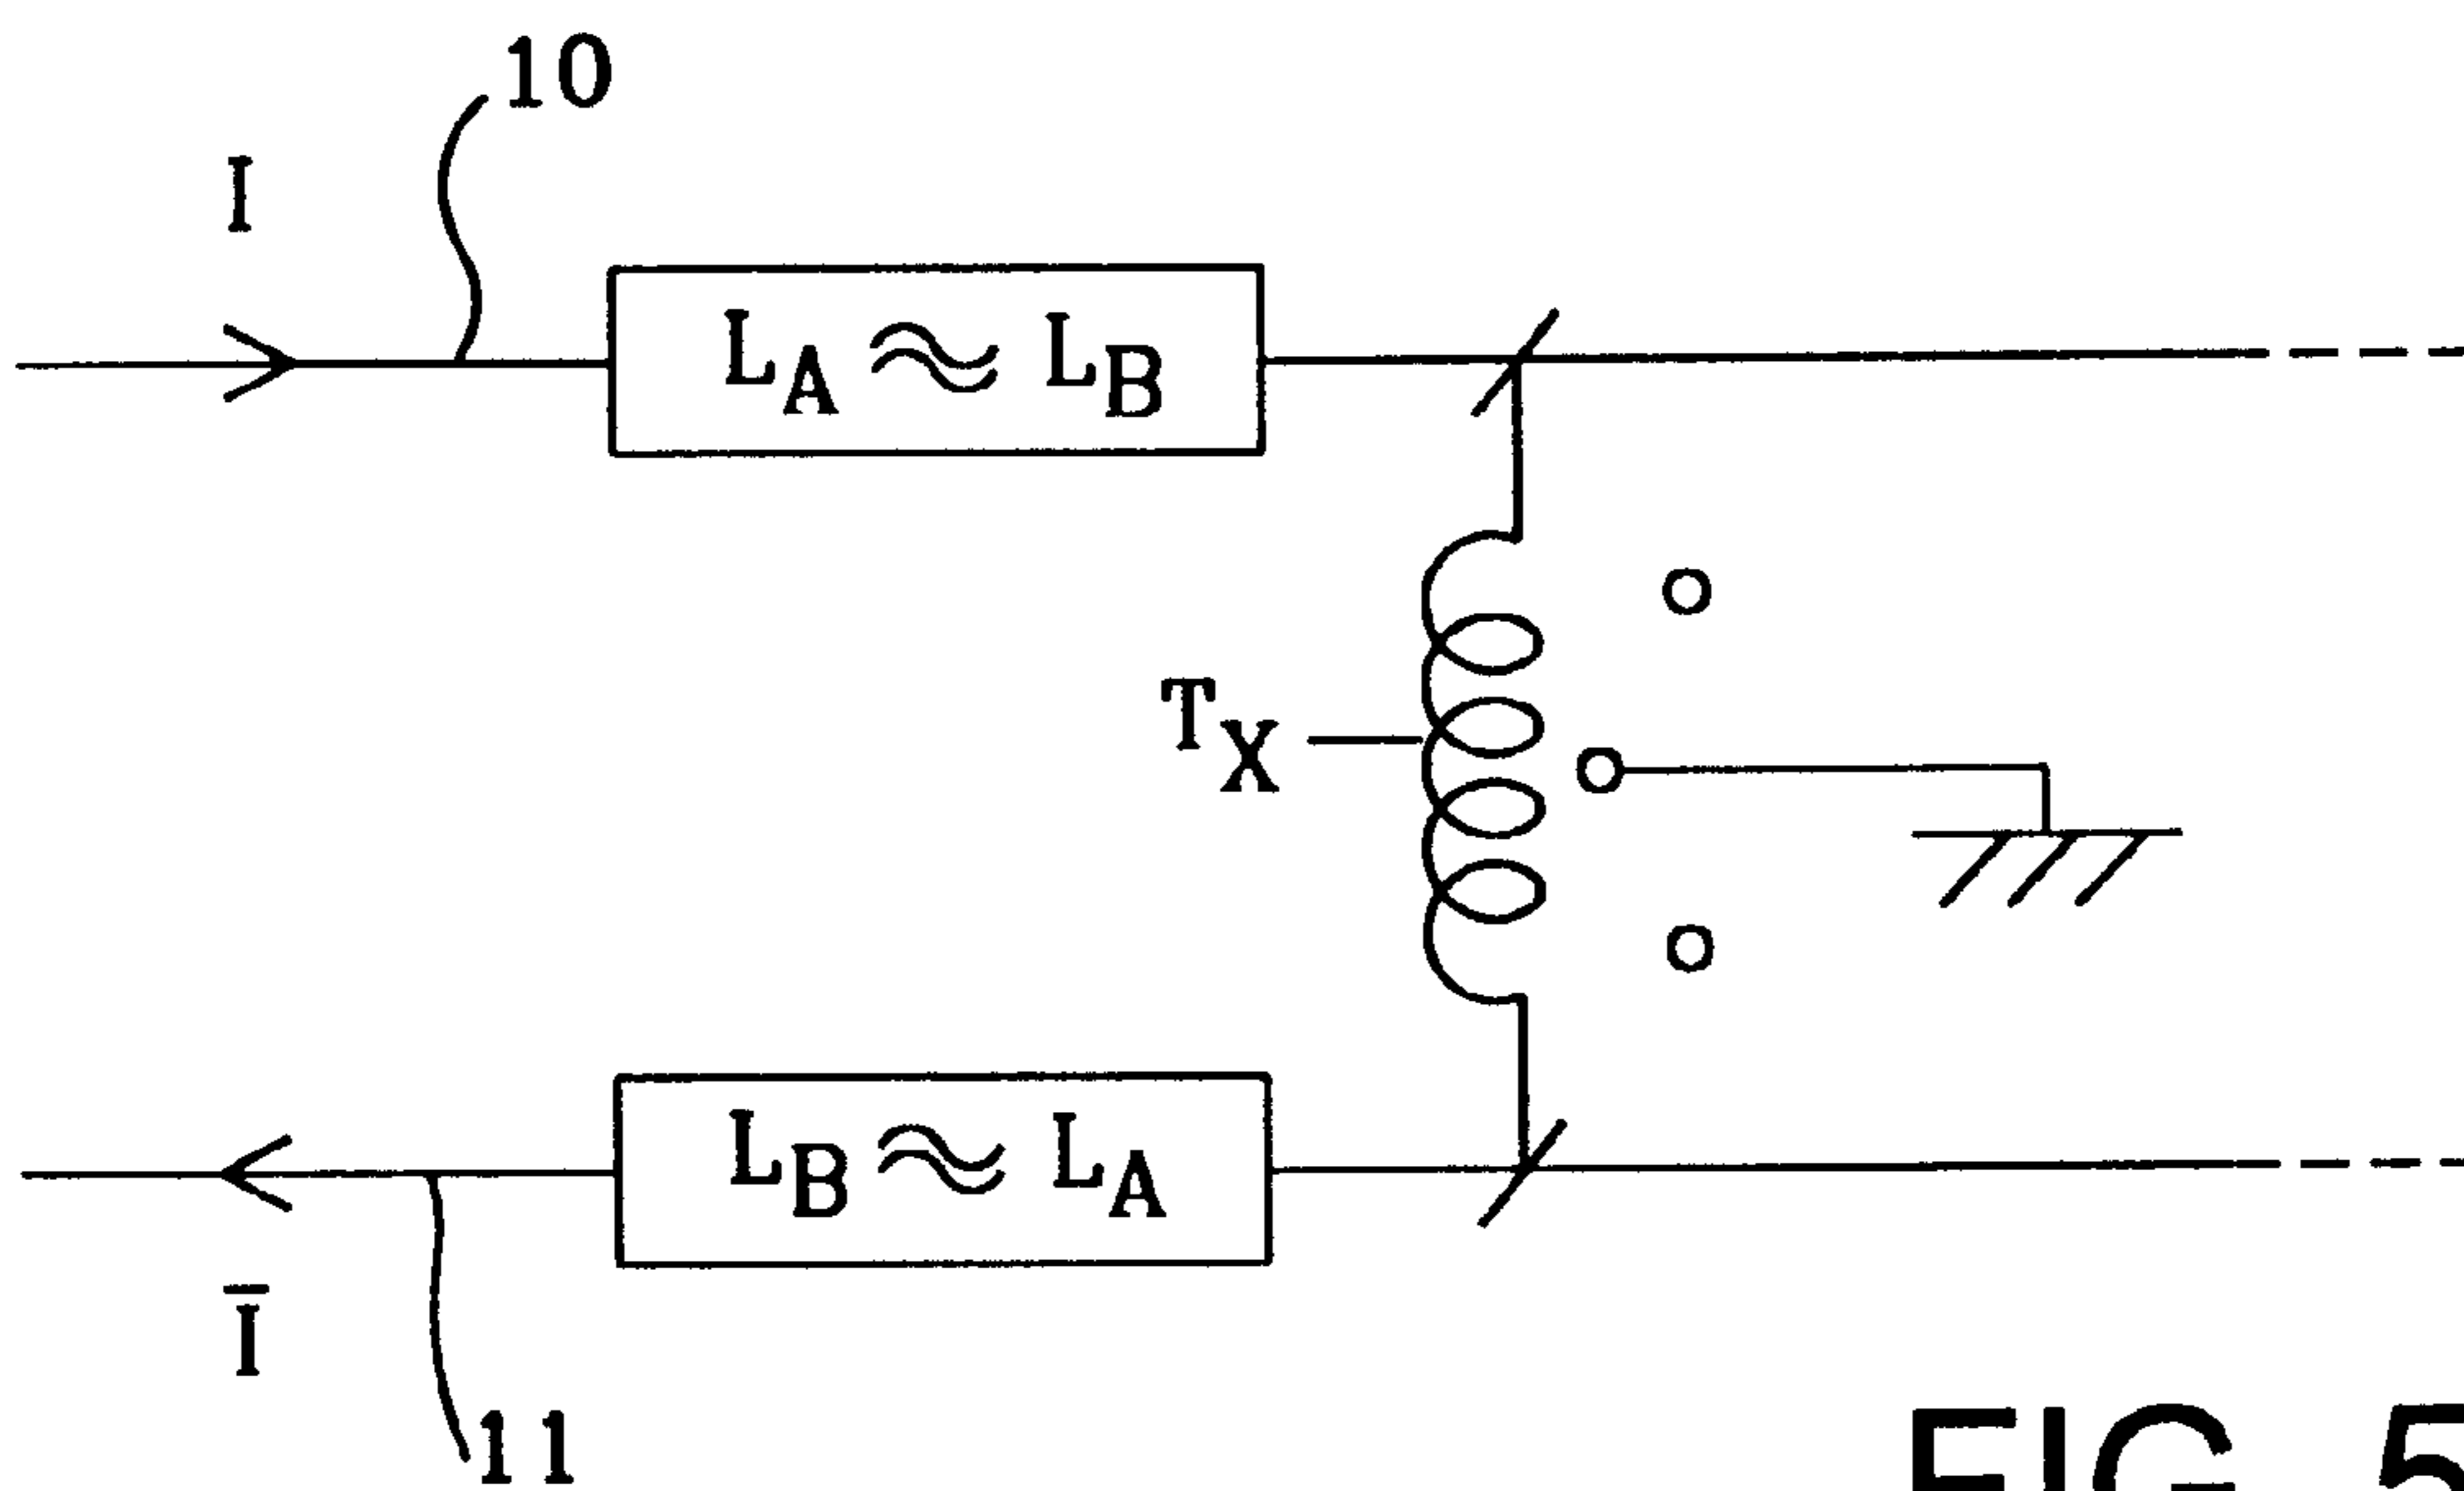 10
I
L_A ≈ L_B
T_X
L_B ≈ L_A
Ī
11
FIG 5